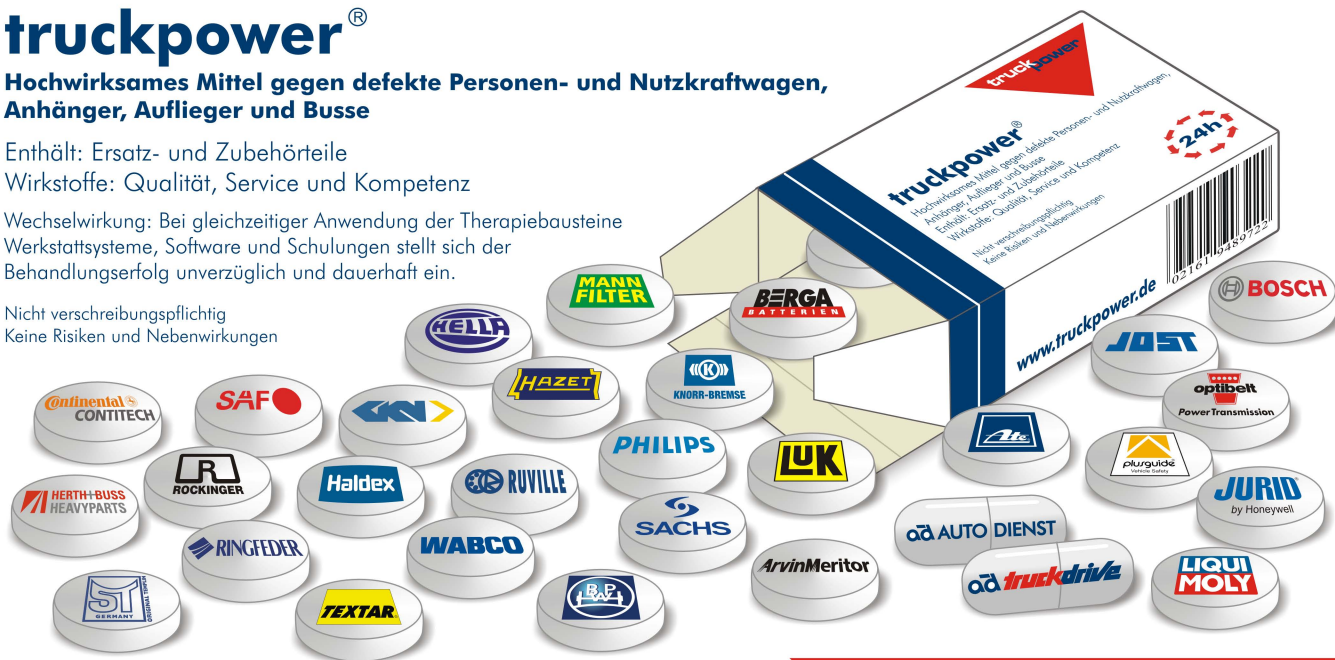 truckpower®
Hochwirksames Mittel gegen defekte Personen- und Nutzkraftwagen,
Anhänger, Auflieger und Busse
Enthält: Ersatz- und Zubehörteile
Wirkstoffe: Qualität, Service und Kompetenz
Wechselwirkung: Bei gleichzeitiger Anwendung der Therapiebausteine
Werkstattsysteme, Software und Schulungen stellt sich der
Behandlungserfolg unverzüglich und dauerhaft ein.
Nicht verschreibungspflichtig
Keine Risiken und Nebenwirkungen
truckpower
truckpower®
Hochwirksames Mittel gegen defekte Personen- und Nutzkraftwagen,
Anhänger, Auflieger und Busse
Enthält: Ersatz- und Zubehörteile
Wirkstoffe: Qualität, Service und Kompetenz
Nicht verschreibungspflichtig
Keine Risiken und Nebenwirkungen
24h
02161 9489722
www.truckpower.de
MANN
FILTER
BERGA
BATTERIEN
BOSCH
HELLA
JOST
HAZET
K
KNORR-BREMSE
optibelt
Power Transmission
Continental
CONTITECH
SAF
GKN
PHILIPS
LUK
Ate
plusguide
Vehicle Safety
R
ROCKINGER
Haldex
RUVILLE
JURID
by Honeywell
HERTH+BUSS
HEAVYPARTS
SACHS
ad AUTO DIENST
RINGFEDER
WABCO
ArvinMeritor
ad truckdrive
LIQUI
MOLY
ST
GERMANY
ORIGINAL TEMPLIN
TEXTAR
BPW